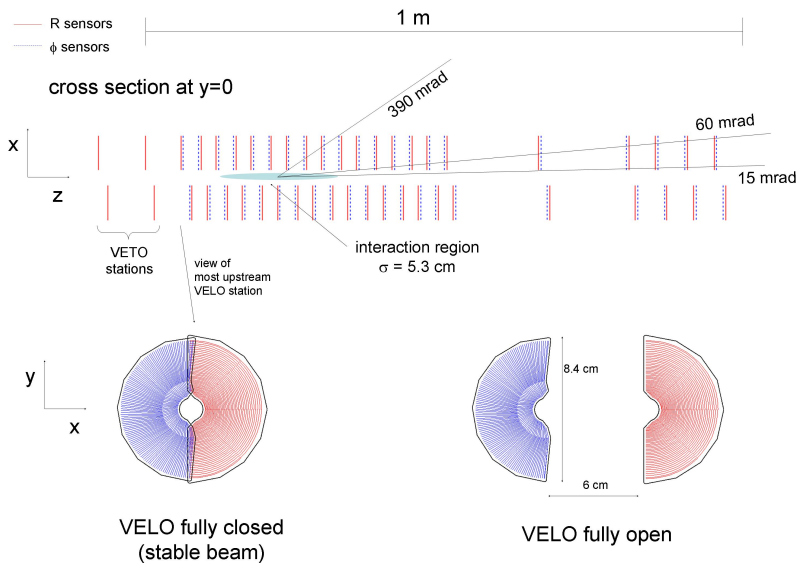 R sensors
ϕ sensors
1 m
cross section at y=0
390 mrad
60 mrad
15 mrad
x
z
VETO
stations
view of
most upstream
VELO station
interaction region
σ = 5.3 cm
y
x
8.4 cm
6 cm
VELO fully closed
(stable beam)
VELO fully open